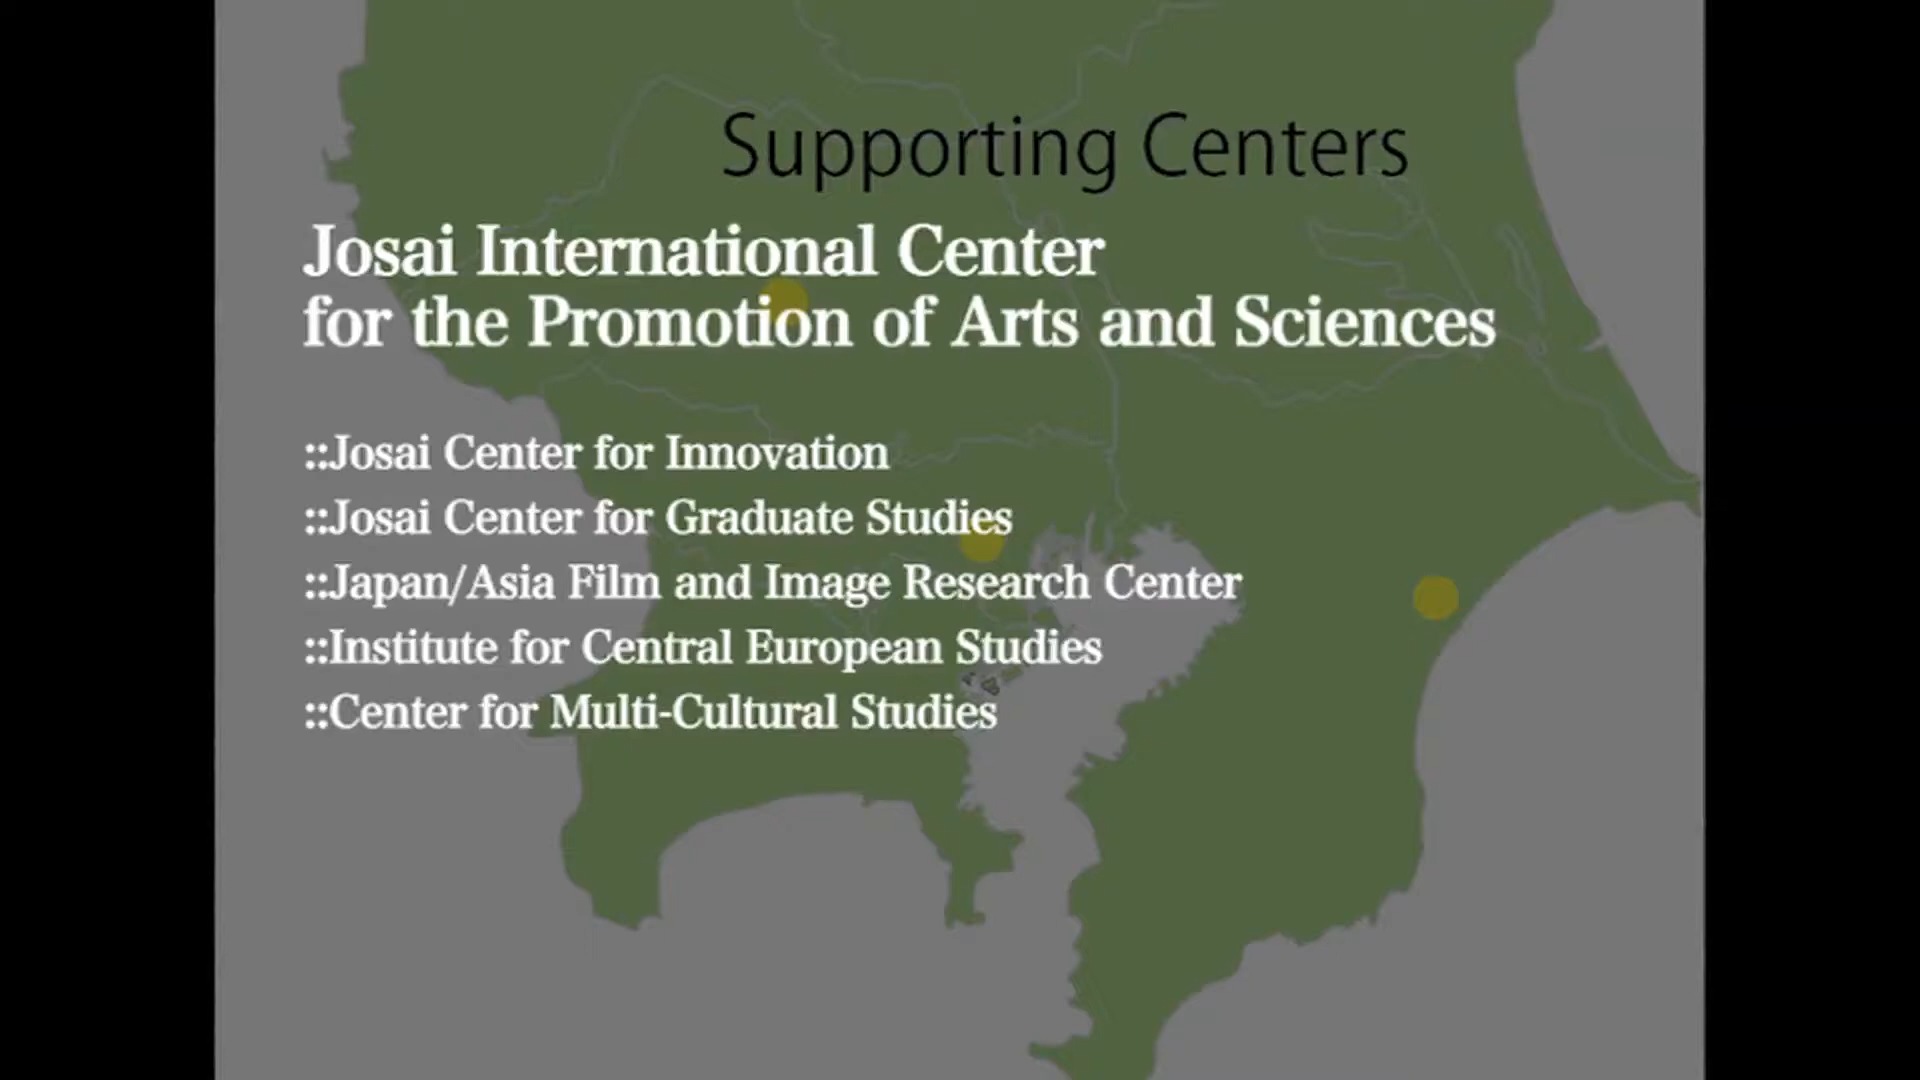 Supporting Centers
Josai International Center
for the Promotion of Arts and Sciences
::Josai Center for Innovation
::Josai Center for Graduate Studies
::Japan/Asia Film and Image Research Center
::Institute for Central European Studies
::Center for Multi-Cultural Studies